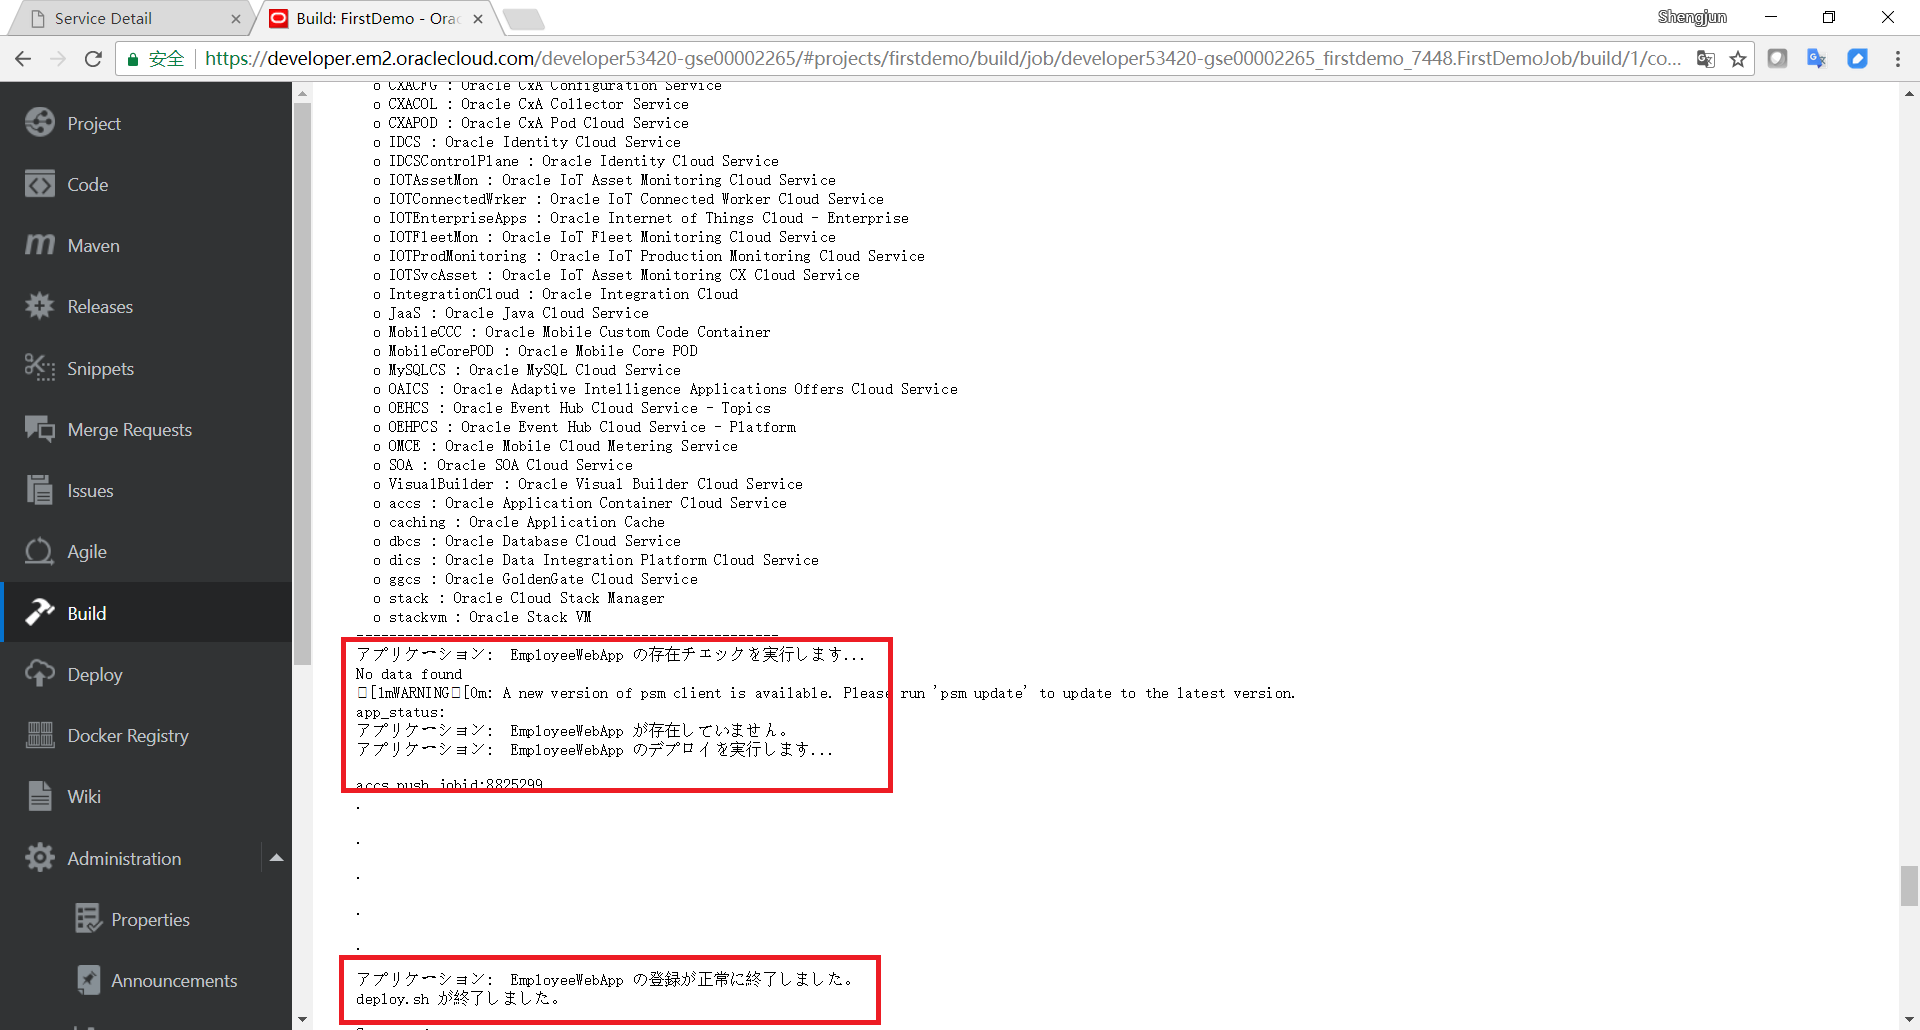 Service Detail
Build: FirstDemo - Orac
Shengjun
安全
https://developer.em2.oraclecloud.com/developer53420-gse00002265/#projects/firstdemo/build/job/developer53420-gse00002265_firstdemo_7448.FirstDemoJob/build/1/co...
Project
Code
Maven
Releases
Snippets
Merge Requests
Issues
Agile
Build
Deploy
Docker Registry
Wiki
Administration
Properties
Announcements
o CXACFG : Oracle CxA Configuration Service
o CXACOL : Oracle CxA Collector Service
o CXAPOD : Oracle CxA Pod Cloud Service
o IDCS : Oracle Identity Cloud Service
o IDCSControlPlane : Oracle Identity Cloud Service
o IOTAssetMon : Oracle IoT Asset Monitoring Cloud Service
o IOTConnectedWrker : Oracle IoT Connected Worker Cloud Service
o IOTEnterpriseApps : Oracle Internet of Things Cloud - Enterprise
o IOTFleetMon : Oracle IoT Fleet Monitoring Cloud Service
o IOTProdMonitoring : Oracle IoT Production Monitoring Cloud Service
o IOTSvcAsset : Oracle IoT Asset Monitoring CX Cloud Service
o IntegrationCloud : Oracle Integration Cloud
o JaaS : Oracle Java Cloud Service
o MobileCCC : Oracle Mobile Custom Code Container
o MobileCorePOD : Oracle Mobile Core POD
o MySQLCS : Oracle MySQL Cloud Service
o OAICS : Oracle Adaptive Intelligence Applications Offers Cloud Service
o OEHCS : Oracle Event Hub Cloud Service - Topics
o OEHPCS : Oracle Event Hub Cloud Service - Platform
o OMCE : Oracle Mobile Cloud Metering Service
o SOA : Oracle SOA Cloud Service
o VisualBuilder : Oracle Visual Builder Cloud Service
o accs : Oracle Application Container Cloud Service
o caching : Oracle Application Cache
o dbcs : Oracle Database Cloud Service
o dics : Oracle Data Integration Platform Cloud Service
o ggcs : Oracle GoldenGate Cloud Service
o stack : Oracle Cloud Stack Manager
o stackvm : Oracle Stack VM
----------------------------------------------------
アプリケーション: EmployeeWebApp の存在チェックを実行します...
No data found
[1mWARNING[0m: A new version of psm client is available. Please run 'psm update' to update to the latest version.
app_status:
アプリケーション: EmployeeWebApp が存在していません。
アプリケーション: EmployeeWebApp のデプロイを実行します...
accs push jobid:8825299
.
.
.
.
.
アプリケーション: EmployeeWebApp の登録が正常に終了しました。
deploy.sh が終了しました。